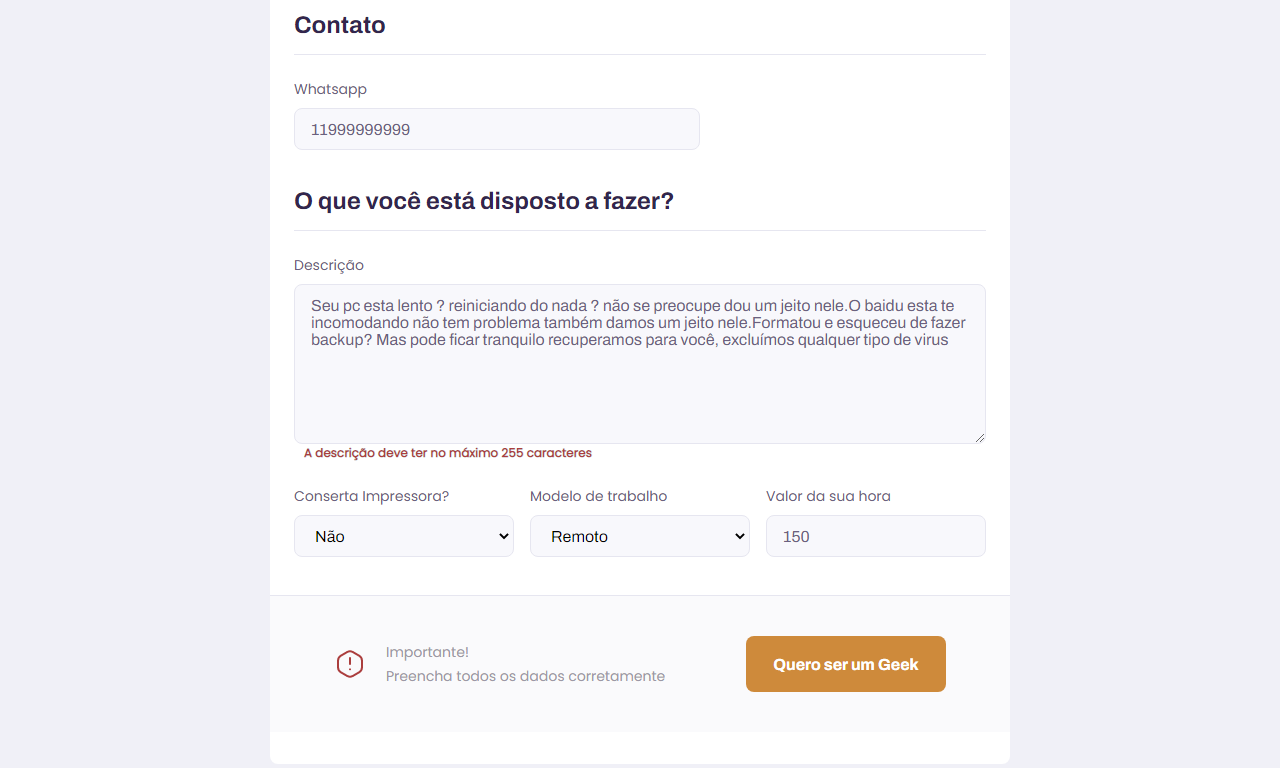 Contato
Whatsapp
11999999999
O que você está disposto a fazer?
Descrição
Seu pc esta lento ? reiniciando do nada ? não se preocupe dou um jeito nele.O baidu esta te
incomodando não tem problema também damos um jeito nele.Formatou e esqueceu de fazer
backup? Mas pode ficar tranquilo recuperamos para você, excluímos qualquer tipo de virus
A descrição deve ter no máximo 255 caracteres
Conserta Impressora? Modelo de trabalho Valor da sua hora
Não Remoto 150
Importante!
Preencha todos os dados corretamente
Quero ser um Geek